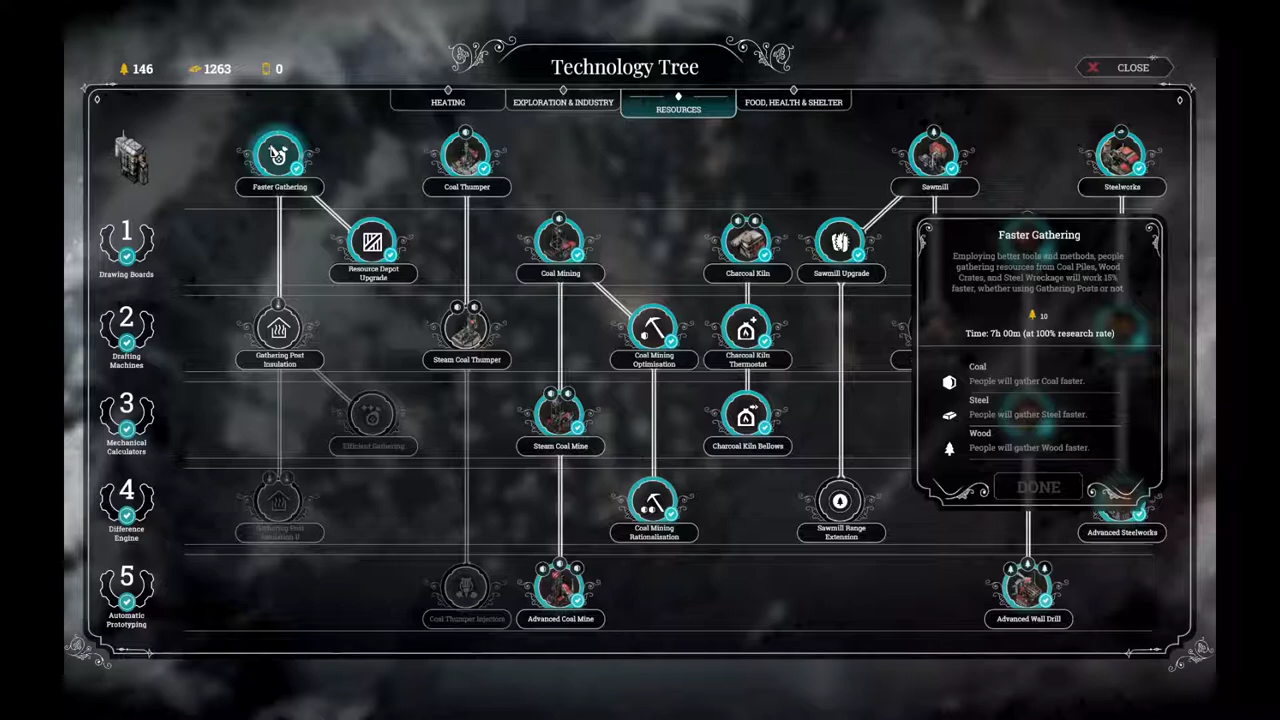 146
1263
0
Technology Tree
CLOSE
HEATING
EXPLORATION & INDUSTRY
RESOURCES
FOOD, HEALTH & SHELTER
Faster Gathering
Coal Thumper
Sawmill
Steelworks
1
Drawing Boards
Resource Depot
Upgrade
Coal Mining
Charcoal Kiln
Sawmill Upgrade
2
Drafting
Machines
Gathering Post
Insulation
Steam Coal Thumper
Coal Mining
Optimisation
Charcoal Kiln
Thermostat
3
Mechanical
Calculators
Efficient Gathering
Steam Coal Mine
Charcoal Kiln Bellows
4
Difference
Engine
Gathering Post
Insulation II
Coal Mining
Rationalisation
Sawmill Range
Extension
Advanced Steelworks
5
Automatic
Prototyping
Coal Thumper Injectors
Advanced Coal Mine
Advanced Wall Drill
Faster Gathering
Employing better tools and methods, people
gathering resources from Coal Piles, Wood
Crates, and Steel Wreckage will work 15%
faster, whether using Gathering Posts or not
10
Time: 7h 00m (at 100% research rate)
Coal
People will gather Coal faster.
Steel
People will gather Steel faster.
Wood
People will gather Wood faster.
DONE